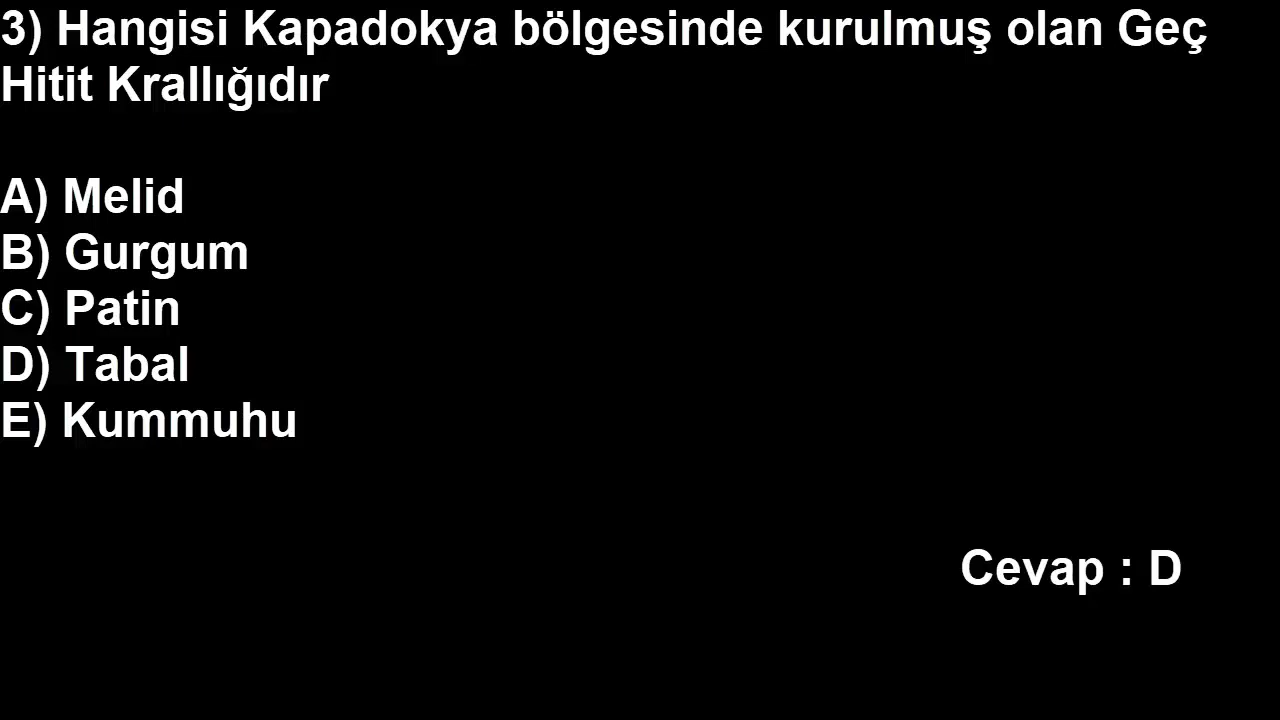 3) Hangisi Kapadokya bölgesinde kurulmuş olan Geç
Hitit Krallığıdır
A) Melid
B) Gurgum
C) Patin
D) Tabal
E) Kummuhu
Cevap : D